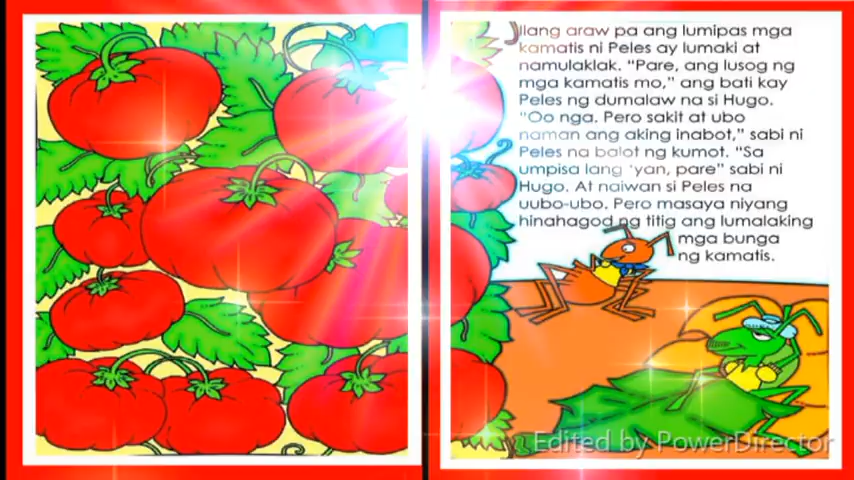 Ilang araw pa ang lumipas mga
kamatis ni Peles ay lumaki at
namulaklak. “Pare, ang lusog ng
mga kamatis mo,” ang bati kay
Peles ng dumalaw na si Hugo.
“Oo nga. Pero sakit at ubo
naman ang aking inabot,” sabi ni
Peles na balot ng kumot. “Sa
umpisa lang ‘yan, pare” sabi ni
Hugo. At naiwan si Peles na
uubo-ubo. Pero masaya niyang
hinahagod ng titig ang lumalaking
mga bunga
ng kamatis.
Edited by PowerDirector